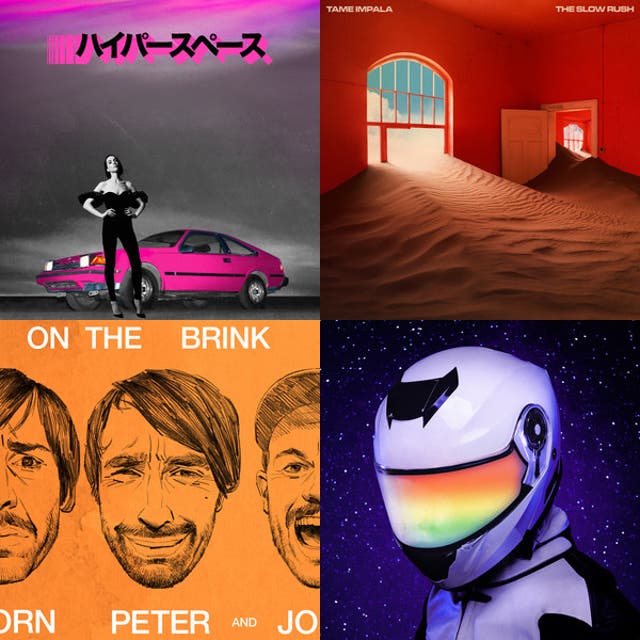 ハイパースペース
TAME IMPALA
THE SLOW RUSH
ON THE BRINK
ORN PETER AND JO